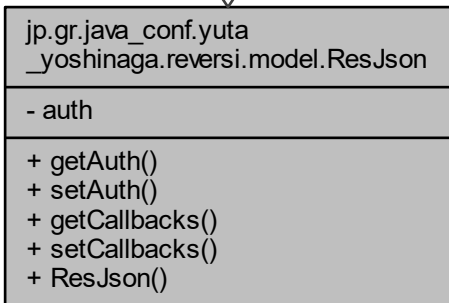 jp.gr.java_conf.yuta
_yoshinaga.reversi.model.ResJson
- auth
+ getAuth()
+ setAuth()
+ getCallbacks()
+ setCallbacks()
+ ResJson()